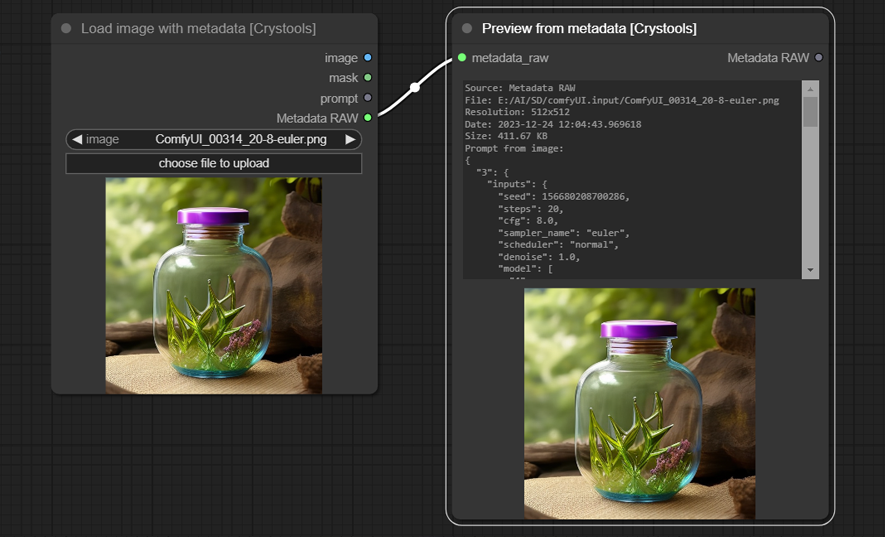 Load image with metadata [Crystools]
image
mask
prompt
Metadata RAW
image ComfyUI_00314_20-8-euler.png
choose file to upload
Preview from metadata [Crystools]
metadata_raw Metadata RAW
Source: Metadata RAW
File: E:/AI/SD/comfyUI.input/ComfyUI_00314_20-8-euler.png
Resolution: 512x512
Date: 2023-12-24 12:04:43.969618
Size: 411.67 KB
Prompt from image:
{
"3": {
"inputs": {
"seed": 156680208700286,
"steps": 20,
"cfg": 8.0,
"sampler_name": "euler",
"scheduler": "normal",
"denoise": 1.0,
"model": [